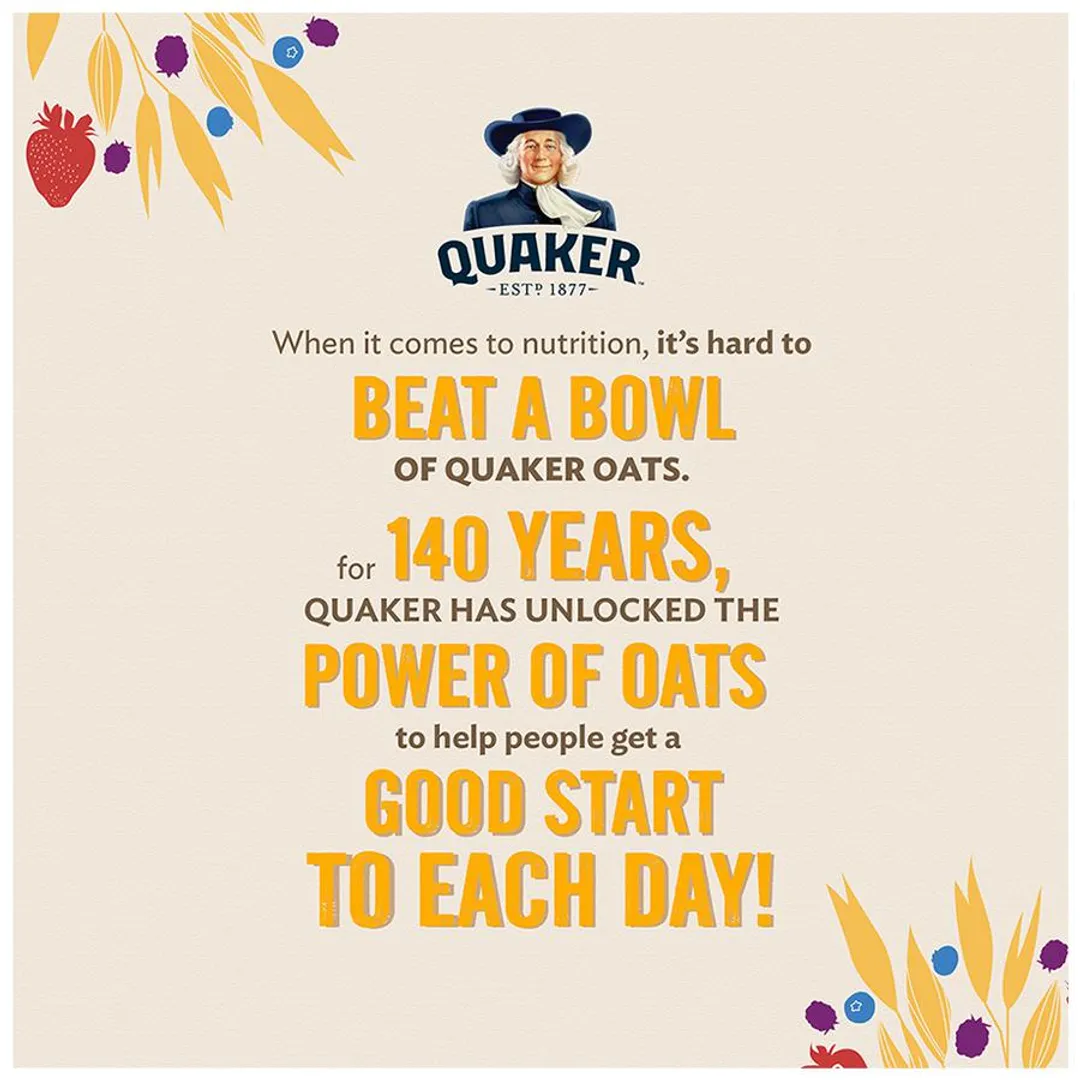 QUAKER
-ESTD 1877-
When it comes to nutrition, it's hard to
BEAT A BOWL
OF QUAKER OATS.
for 140 YEARS,
QUAKER HAS UNLOCKED THE
POWER OF OATS
to help people get a
GOOD START
TO EACH DAY!